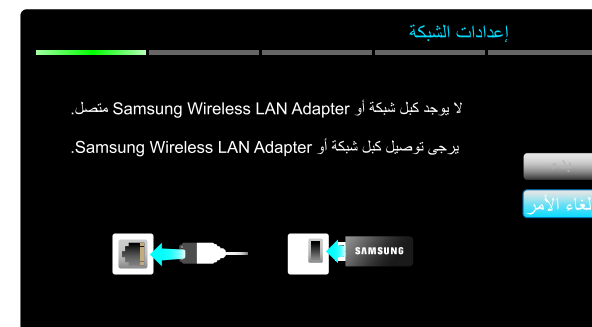 إعدادات الشبكة
لا يوجد كبل شبكة أو Samsung Wireless LAN Adapter متصل.
يرجى توصيل كبل شبكة أو Samsung Wireless LAN Adapter.
لغاء الأمر
SAMSUNG